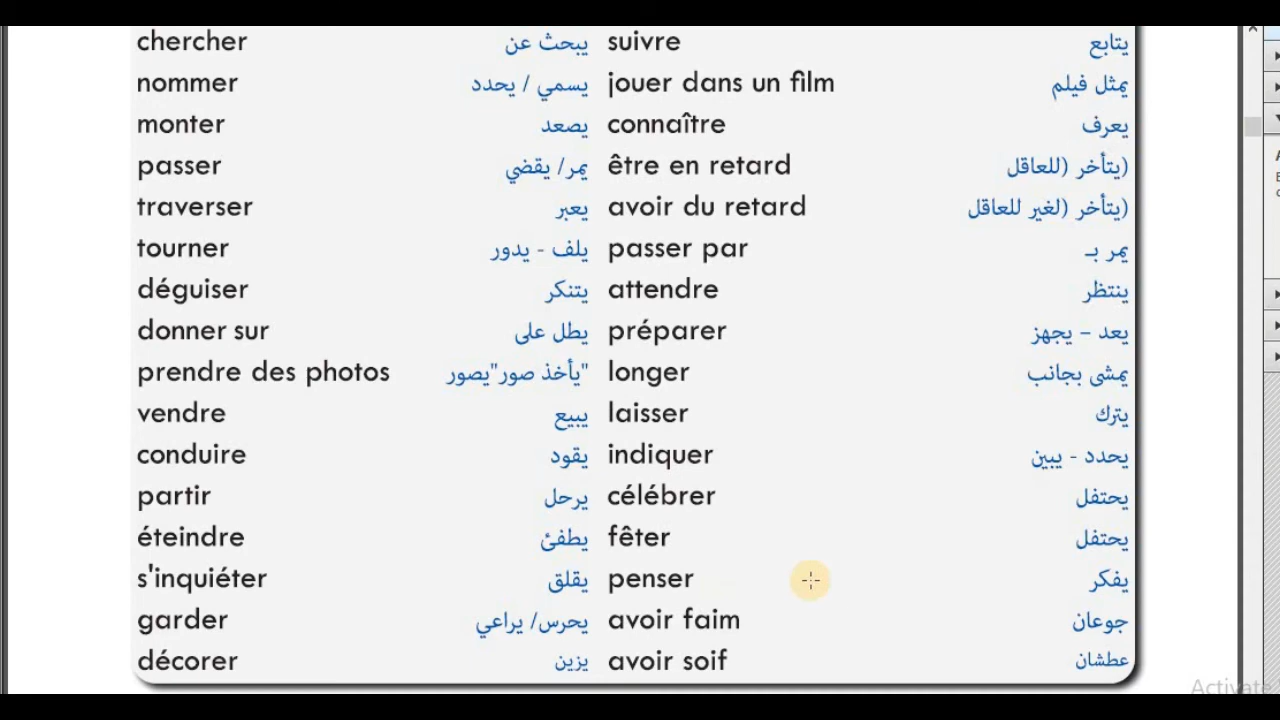 chercher يبحث عن suivre يتابع
nommer يسمي / يحدد jouer dans un film يمثل فيلم
monter يصعد connaître يعرف
passer يمر/ يقضي être en retard (يتأخر (للعاقل
traverser يعبر avoir du retard (يتأخر (لغير للعاقل
tourner يلف - يدور passer par يمر بـ
déguiser يتنكر attendre ينتظر
donner sur يطل على préparer يعد – يجهز
prendre des photos "يأخذ صور"يصور longer يمشى بجانب
vendre يبيع laisser يترك
conduire يقود indiquer يحدد - يبين
partir يرحل célébrer يحتفل
éteindre يطفئ fêter يحتفل
s'inquiéter يقلق penser يفكر
garder يحرس/ يراعي avoir faim جوعان
décorer يزين avoir soif عطشان
Activate